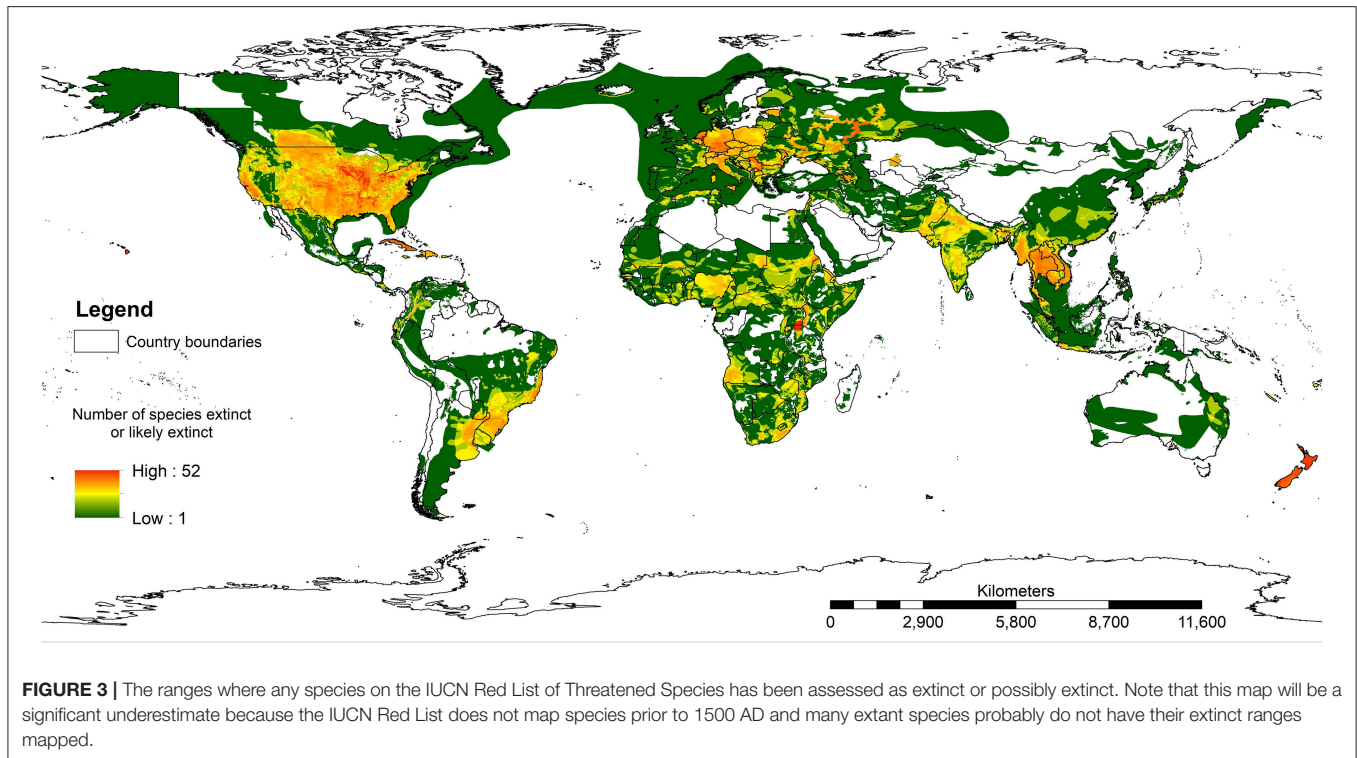 Legend
Country boundaries
Number of species extinct
or likely extinct
High : 52
Low : 1
Kilometers
0 2,900 5,800 8,700 11,600
FIGURE 3 | The ranges where any species on the IUCN Red List of Threatened Species has been assessed as extinct or possibly extinct. Note that this map will be a
significant underestimate because the IUCN Red List does not map species prior to 1500 AD and many extant species probably do not have their extinct ranges
mapped.